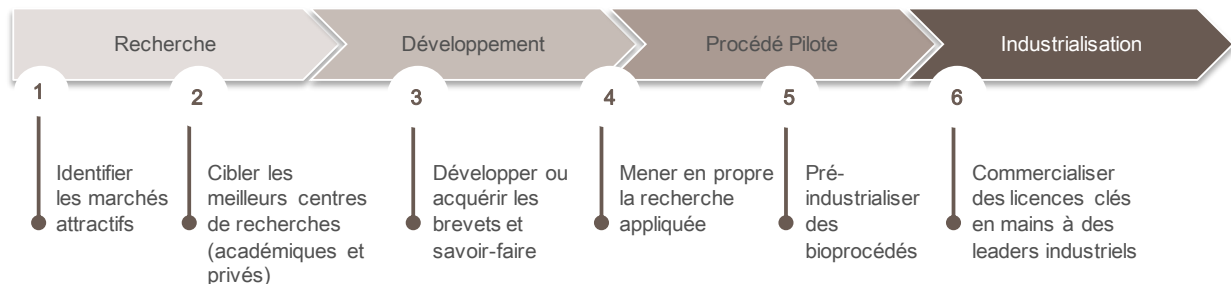 Recherche
Développement
Procédé Pilote
Industrialisation
1
2
3
4
5
6
Identifier
les marchés
attractifs
Cibler les
meilleurs centres
de recherches
(académiques et
privés)
Développer ou
acquérir les
brevets et
savoir-faire
Mener en propre
la recherche
appliquée
Pré-
industrialiser
des
bioprocédés
Commercialiser
des licences clés
en mains à des
leaders industriels